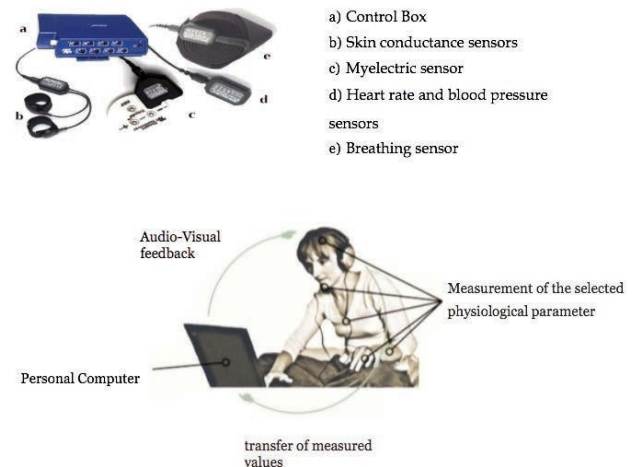 a
b
c
d
e
a) Control Box
b) Skin conductance sensors
c) Myelectric sensor
d) Heart rate and blood pressure
sensors
e) Breathing sensor
Audio-Visual
feedback
Measurement of the selected
physiological parameter
Personal Computer
transfer of measured
values